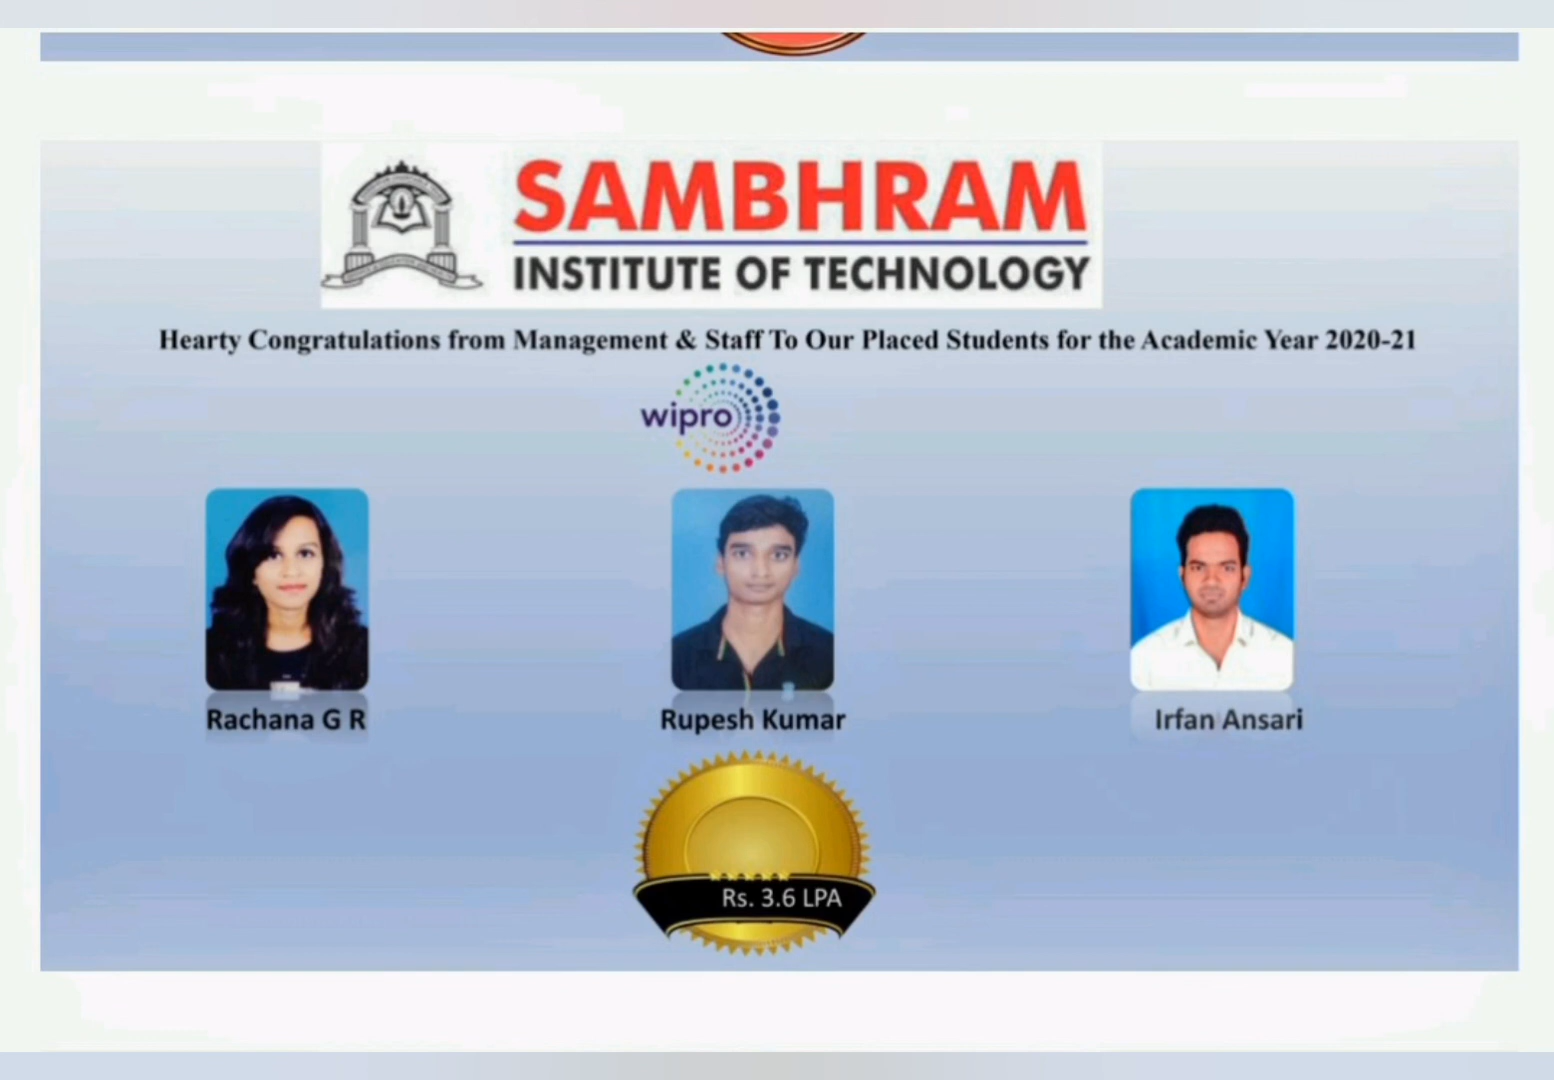 SAMBHRAM
INSTITUTE OF TECHNOLOGY
Hearty Congratulations from Management & Staff To Our Placed Students for the Academic Year 2020-21
wipro
Rachana G R
Rupesh Kumar
Irfan Ansari
Rs. 3.6 LPA